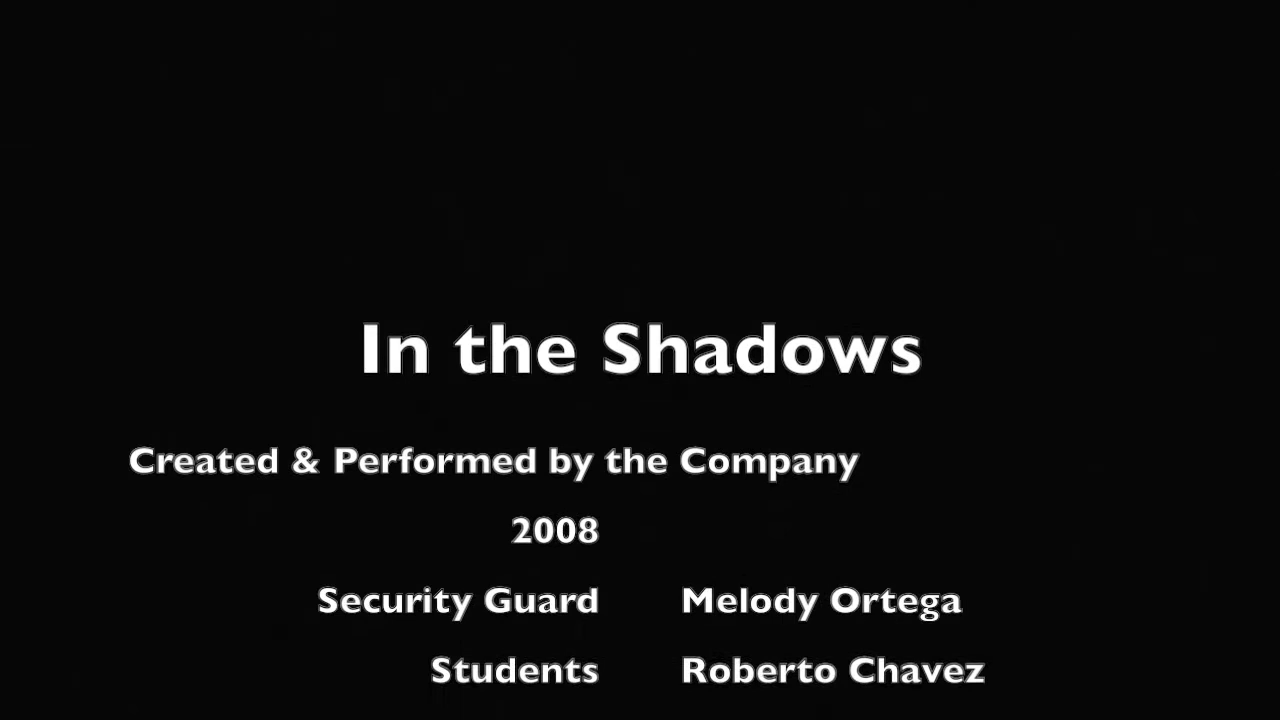 In the Shadows
Created & Performed by the Company
2008
Security Guard Melody Ortega
Students Roberto Chavez